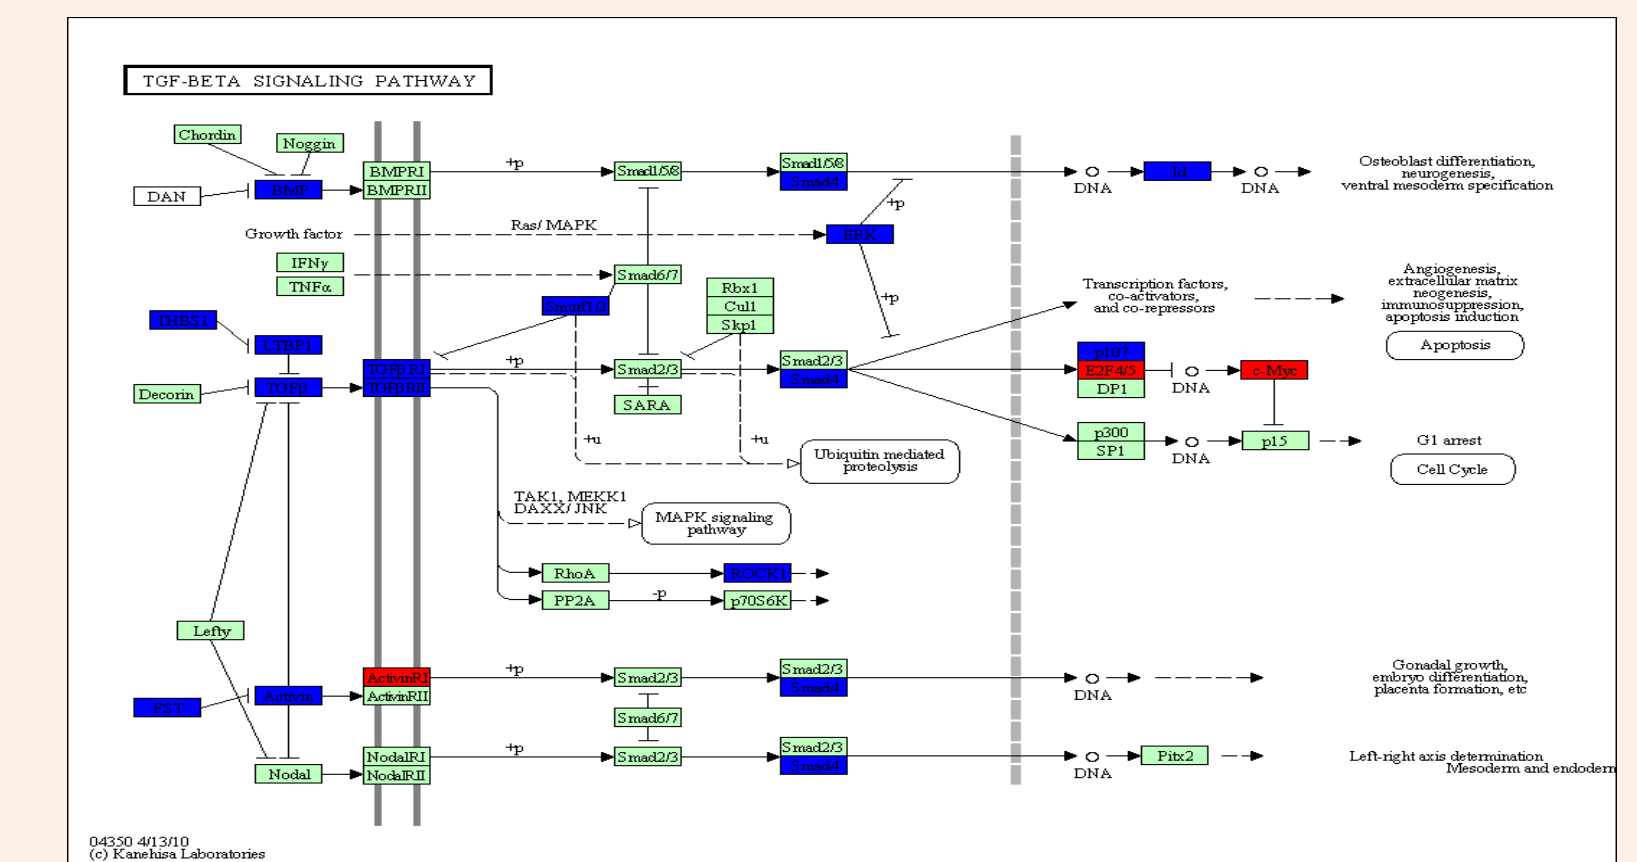 TGF-BETA SIGNALING PATHWAY
Chordin
Noggin
DAN
BMP
BMPRI
BMPRII
+p
Smad1/5/8
Smad1/5/8
Smad4
DNA
Id
DNA
Osteoblast differentiation,
neurogenesis,
ventral mesoderm specification
Growth factor
Ras/ MAPK
ERK
+p
+p
IFNγ
TNFα
Smad6/7
Rbx1
Cul1
Skp1
Smurf1/2
Transcription factors,
co-activators,
and co-repressors
Angiogenesis,
extracellular matrix
neogenesis,
immunosuppression,
apoptosis induction
Apoptosis
THBS1
LTBP1
Decorin
TGFβ
TGFβRI
TGFβRII
+p
Smad2/3
SARA
Smad2/3
Smad4
p107
E2F4/5
DP1
DNA
c-Myc
p300
SP1
DNA
p15
G1 arrest
Cell Cycle
+u
+u
Ubiquitin mediated
proteolysis
TAK1, MEKK1
DAXX/ JNK
MAPK signaling
pathway
RhoA
ROCK1
PP2A
-p
p70S6K
Lefty
FST
Activin
ActivinRI
ActivinRII
+p
Smad2/3
Smad2/3
Smad4
DNA
Gonadal growth,
embryo differentiation,
placenta formation, etc
Smad6/7
Nodal
NodalRI
NodalRII
+p
Smad2/3
Smad2/3
Smad4
DNA
Pitx2
Left-right axis determination
Mesoderm and endoderm
04350 4/13/10
(c) Kanehisa Laboratories